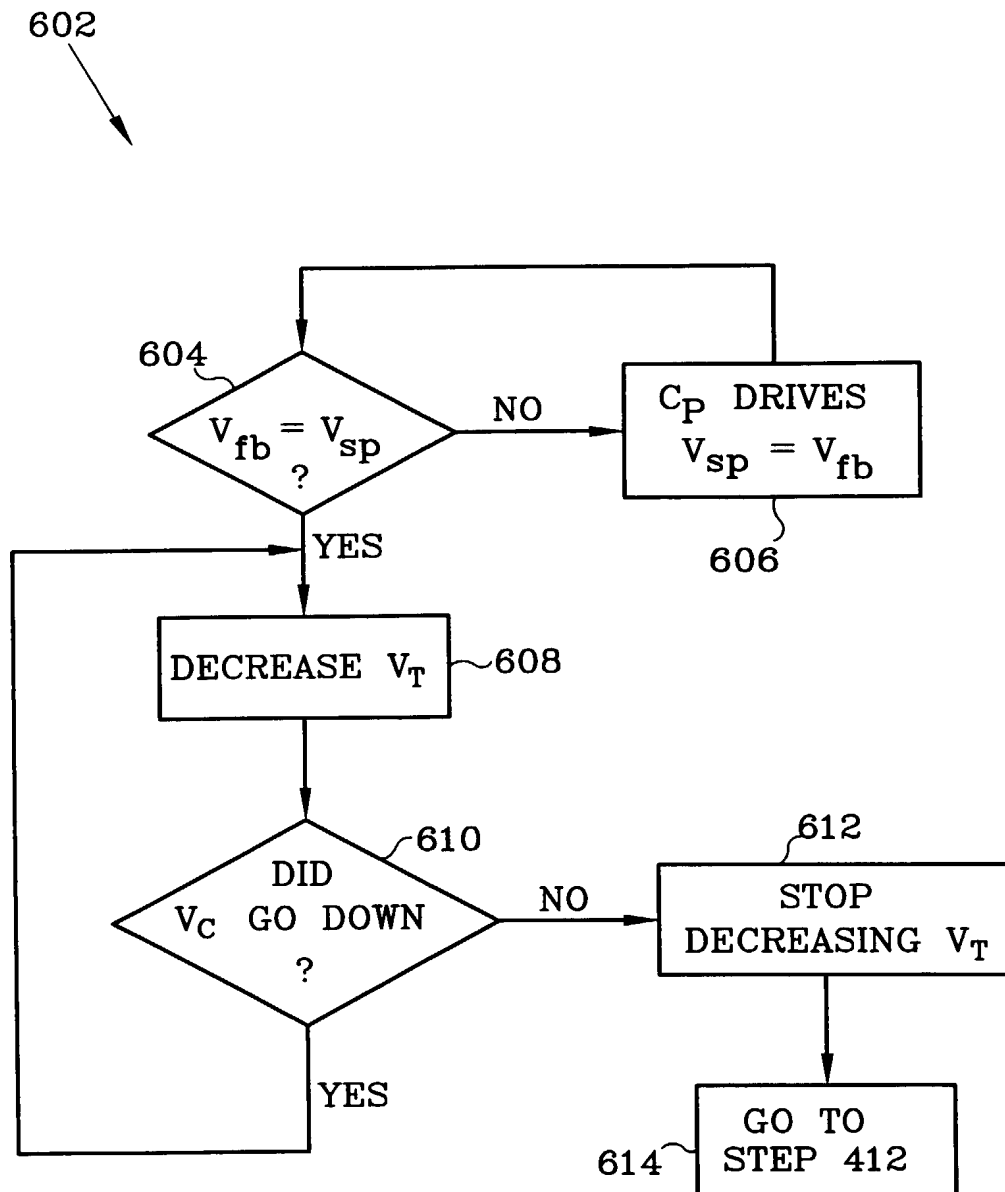 602
604
V_fb = V_sp
?
NO
C_P DRIVES
V_sp = V_fb
606
YES
DECREASE V_T
608
610
DID
V_C GO DOWN
?
NO
612
STOP
DECREASING V_T
YES
614
GO TO
STEP 412